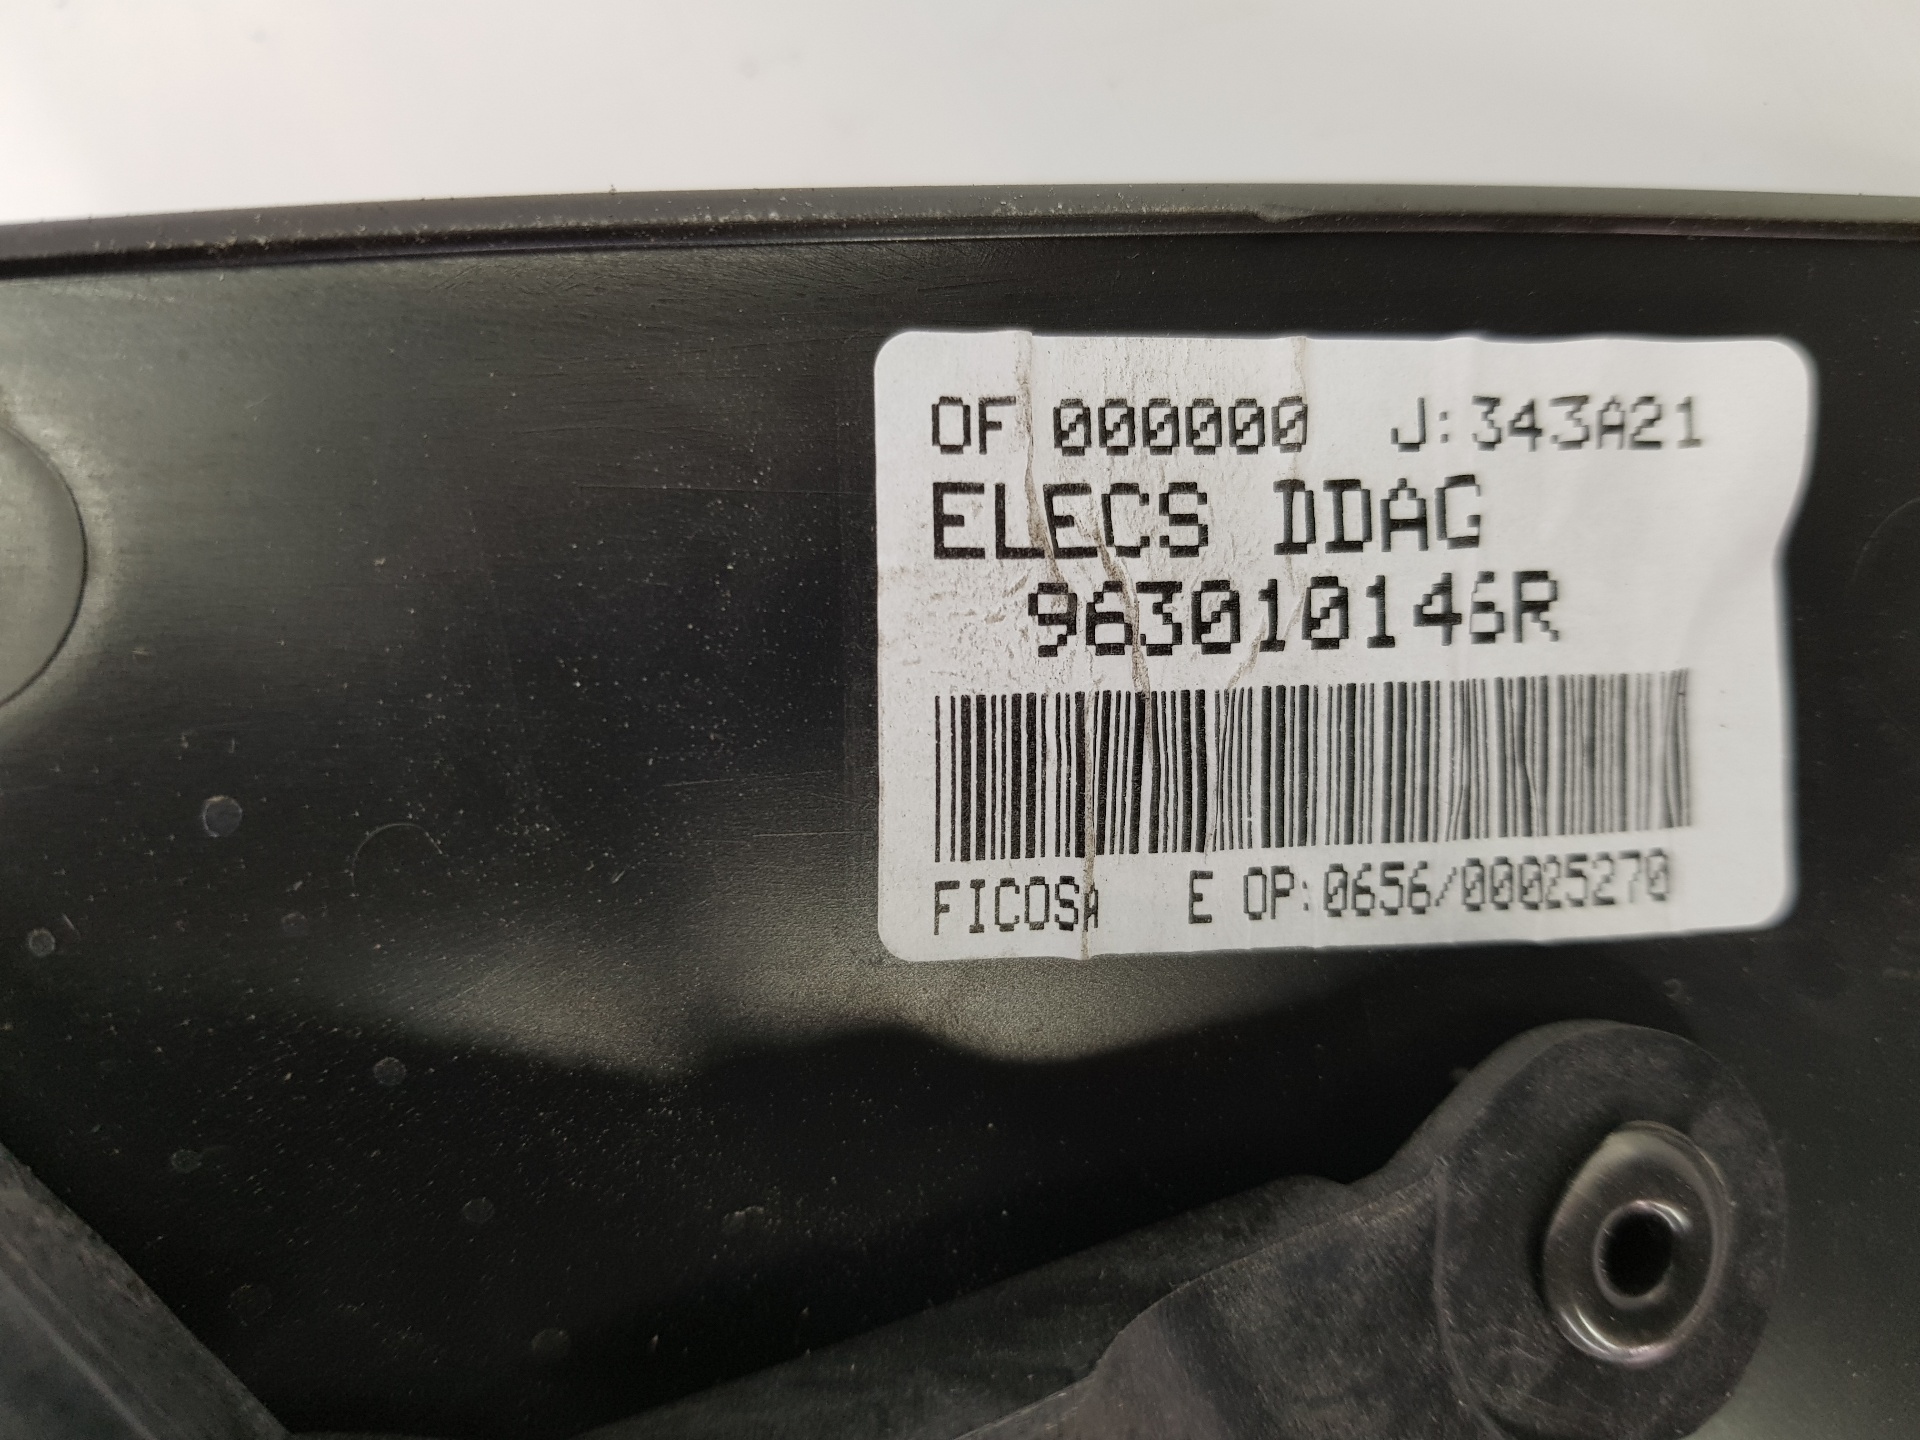 OF 000000 J:343A21
ELECS DDAG
963010146R
FICOSA E OP:0656/00025270